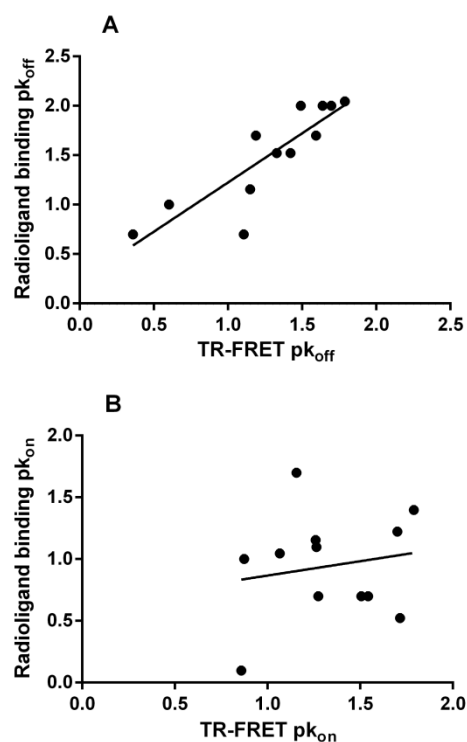 A
Radioligand binding pkoff
2.5
2.0
1.5
1.0
0.5
0.0
0.0 0.5 1.0 1.5 2.0 2.5
TR-FRET pkoff
B
Radioligand binding pkon
2.0
1.5
1.0
0.5
0.0
0.0 0.5 1.0 1.5 2.0
TR-FRET pkon